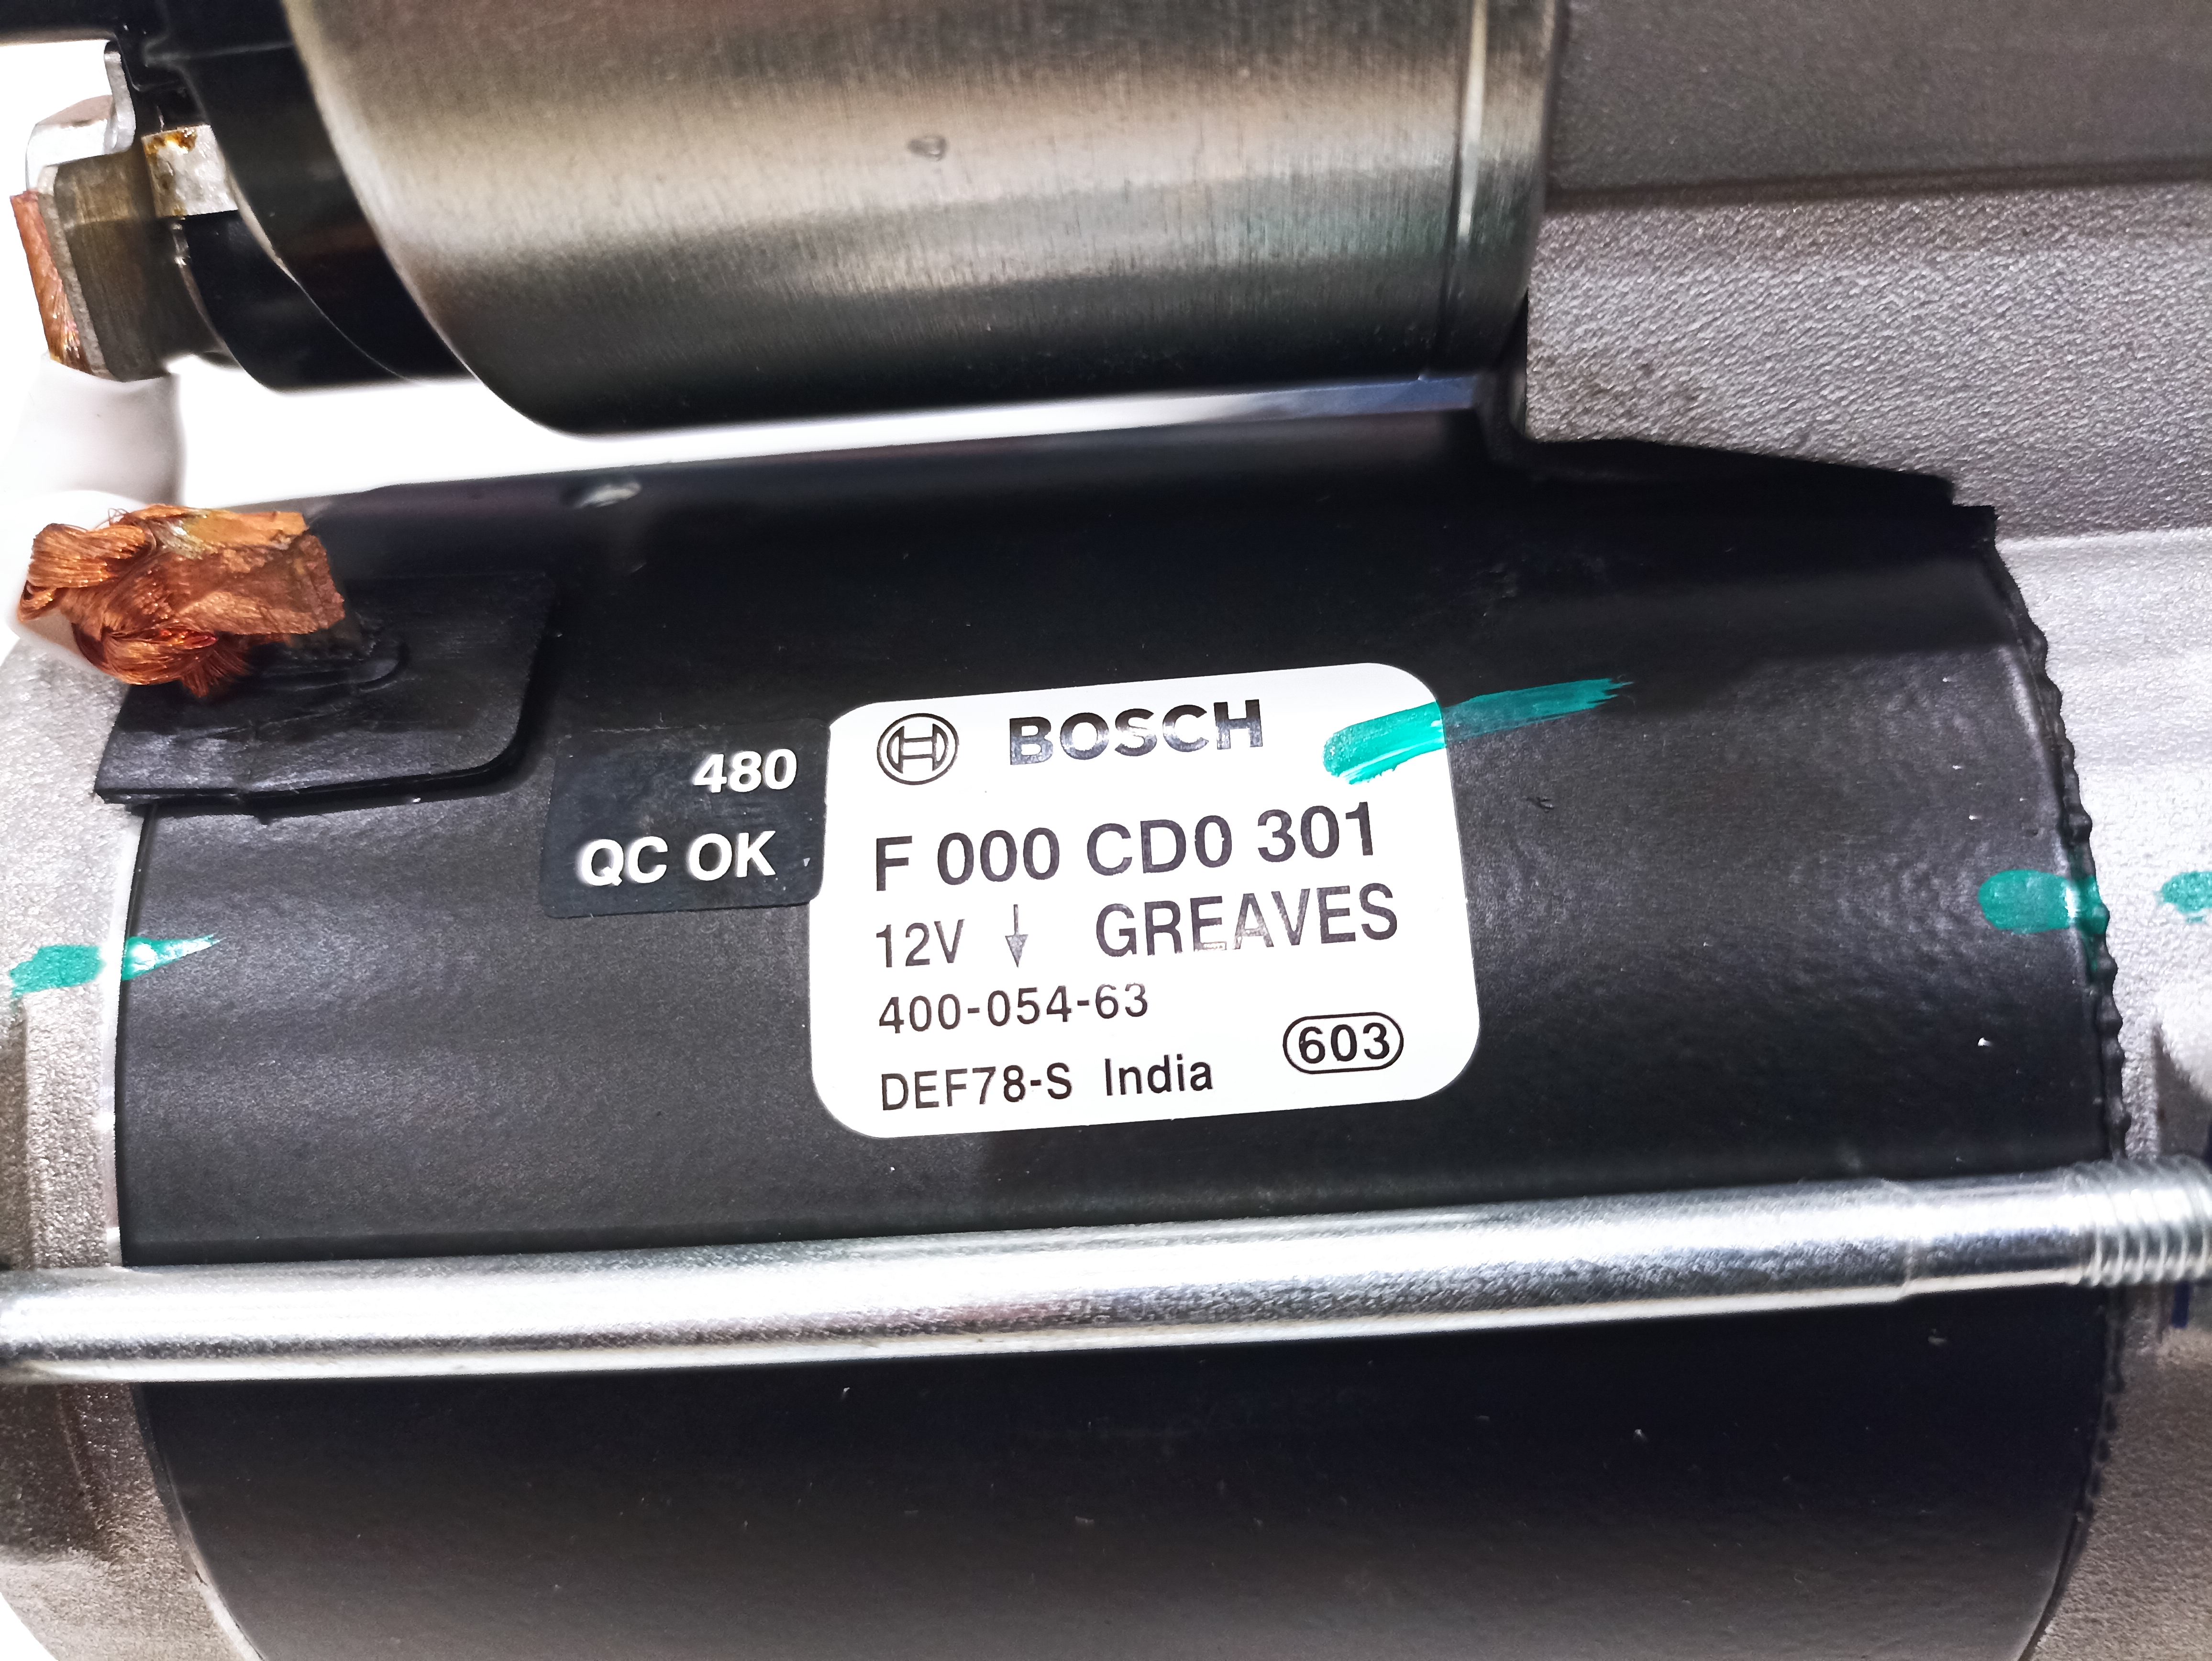 480
QC OK
BOSCH
F 000 CD0 301
12V ↓ GREAVES
400-054-63
DEF78-S India 603